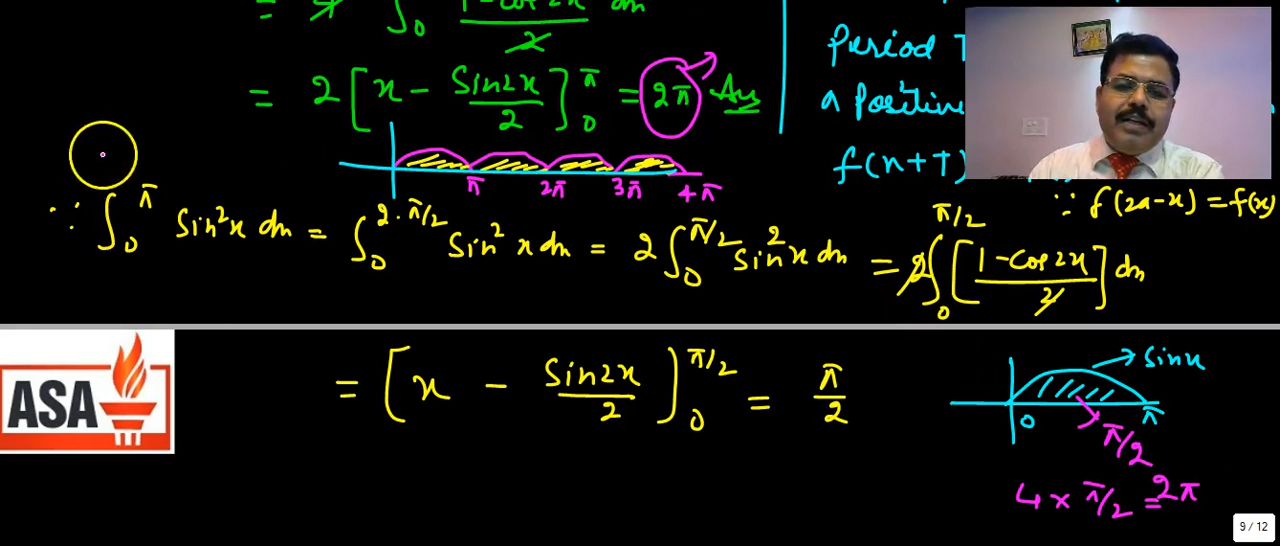 = 2 [ x - Sin2x/2 ]₀^π = 2π Ans
π 2π 3π 4π
Period T
a positive
f(x+T)
∵ f(2a-x) = f(x)
∵ ∫₀^π Sin²x dx = ∫₀^(2·π/2) Sin²x dx = 2 ∫₀^(π/2) Sin²x dx = 2 ∫₀^(π/2) [ (1-Cos2x)/2 ] dx
= [ x - Sin2x/2 ]₀^(π/2) = π/2
Sinx
0 π
π/2
4 × π/2 = 2π
ASA
9 / 12